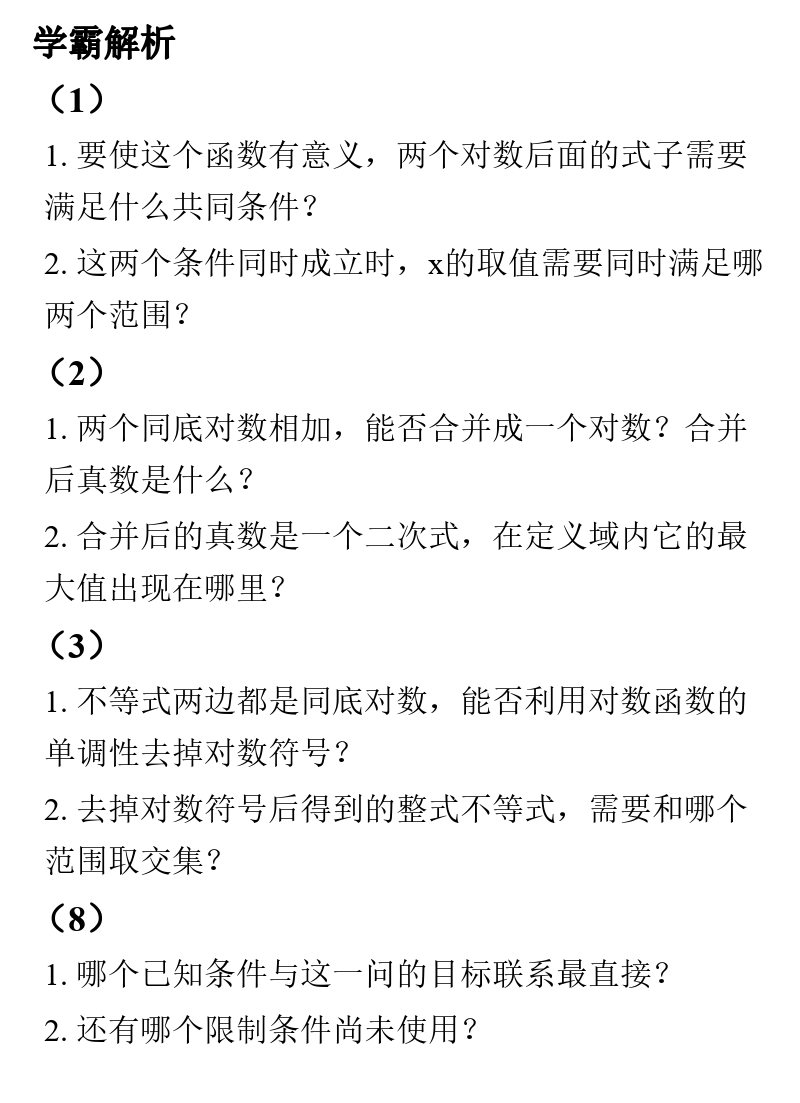 学霸解析
（1）
1. 要使这个函数有意义，两个对数后面的式子需要
满足什么共同条件？
2. 这两个条件同时成立时，x的取值需要同时满足哪
两个范围？
（2）
1. 两个同底对数相加，能否合并成一个对数？合并
后真数是什么？
2. 合并后的真数是一个二次式，在定义域内它的最
大值出现在哪里？
（3）
1. 不等式两边都是同底对数，能否利用对数函数的
单调性去掉对数符号？
2. 去掉对数符号后得到的整式不等式，需要和哪个
范围取交集？
（8）
1. 哪个已知条件与这一问的目标联系最直接？
2. 还有哪个限制条件尚未使用？